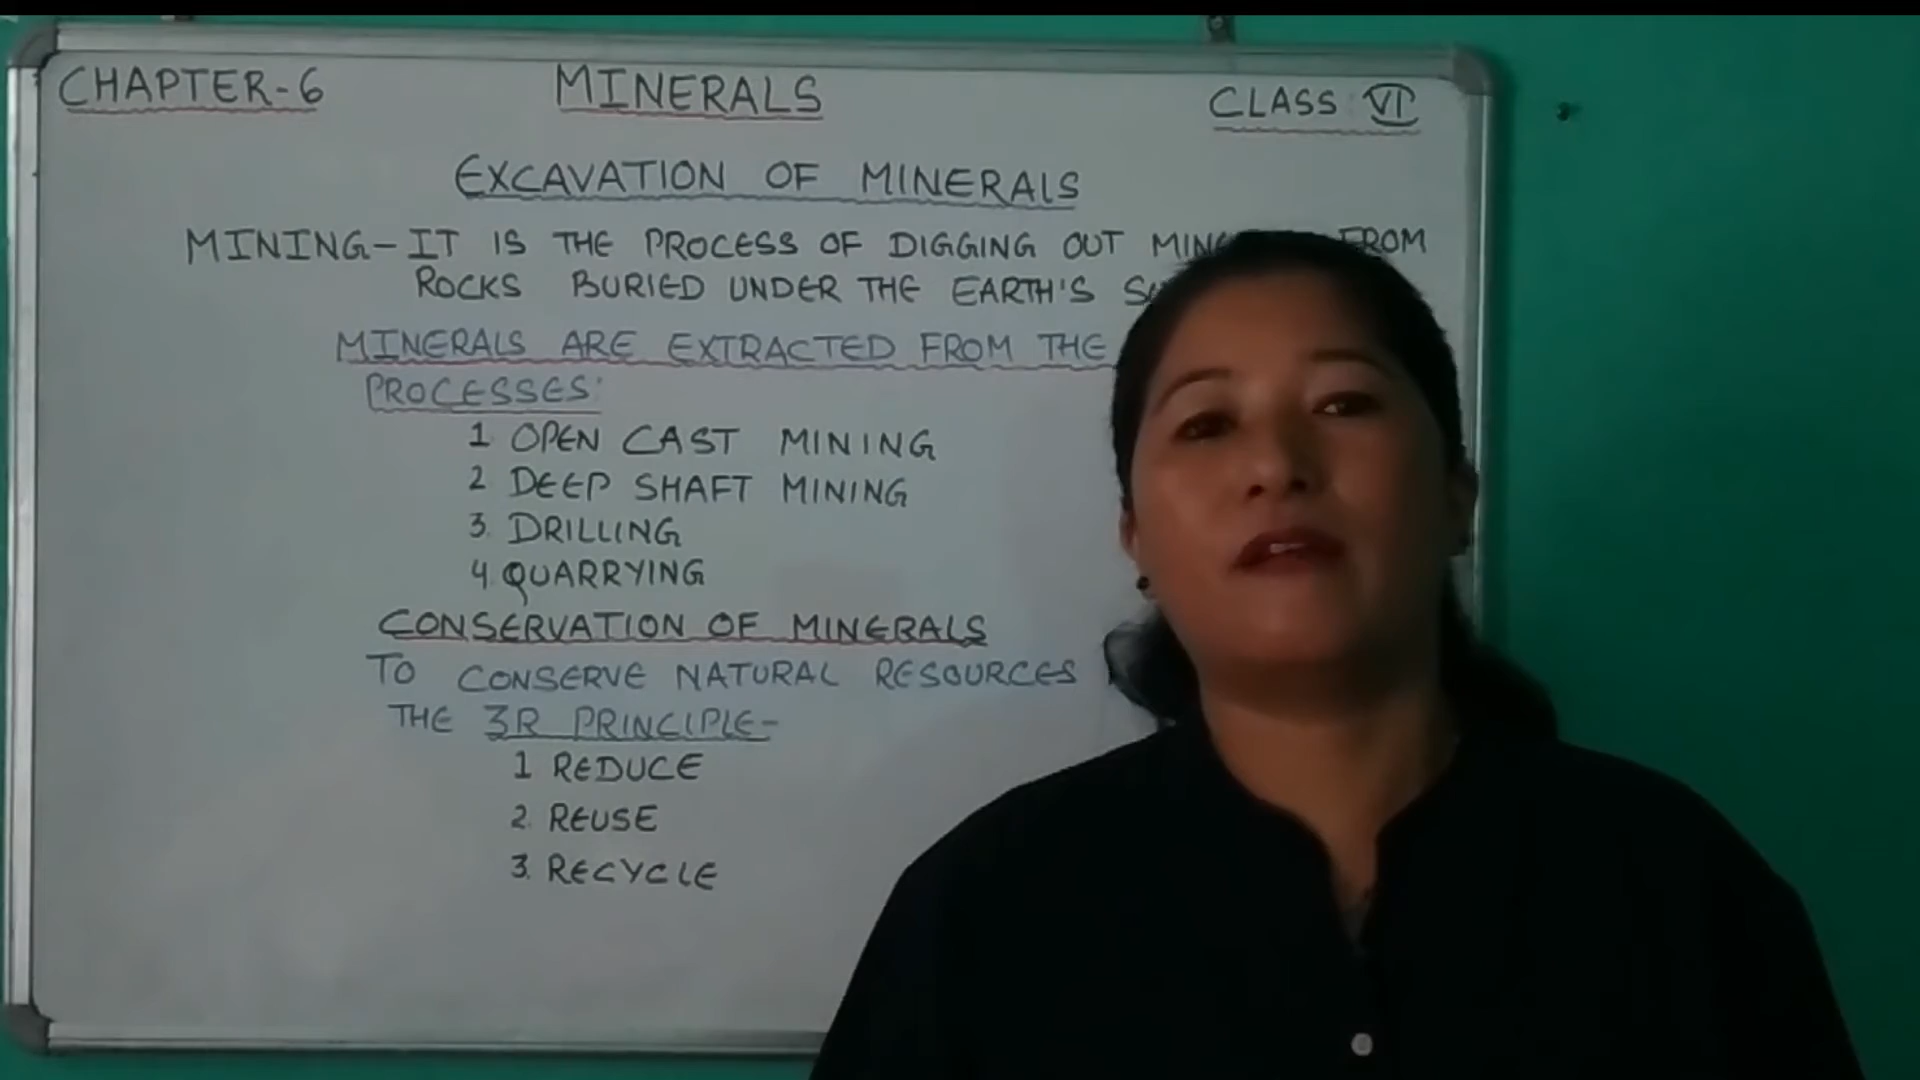 CHAPTER-6
MINERALS
CLASS VI
EXCAVATION OF MINERALS
MINING-IT IS THE PROCESS OF DIGGING OUT FROM
ROCKS BURIED UNDER THE EARTH'S
MINERALS ARE EXTRACTED FROM THE
PROCESSES:
1. OPEN CAST MINING
2 DEEP SHAFT MINING
3. DRILLING
4. QUARRYING
CONSERVATION OF MINERALS
TO CONSERVE NATURAL RESOURCES
THE 3R PRINCIPLE-
1 REDUCE
2. REUSE
3. RECYCLE